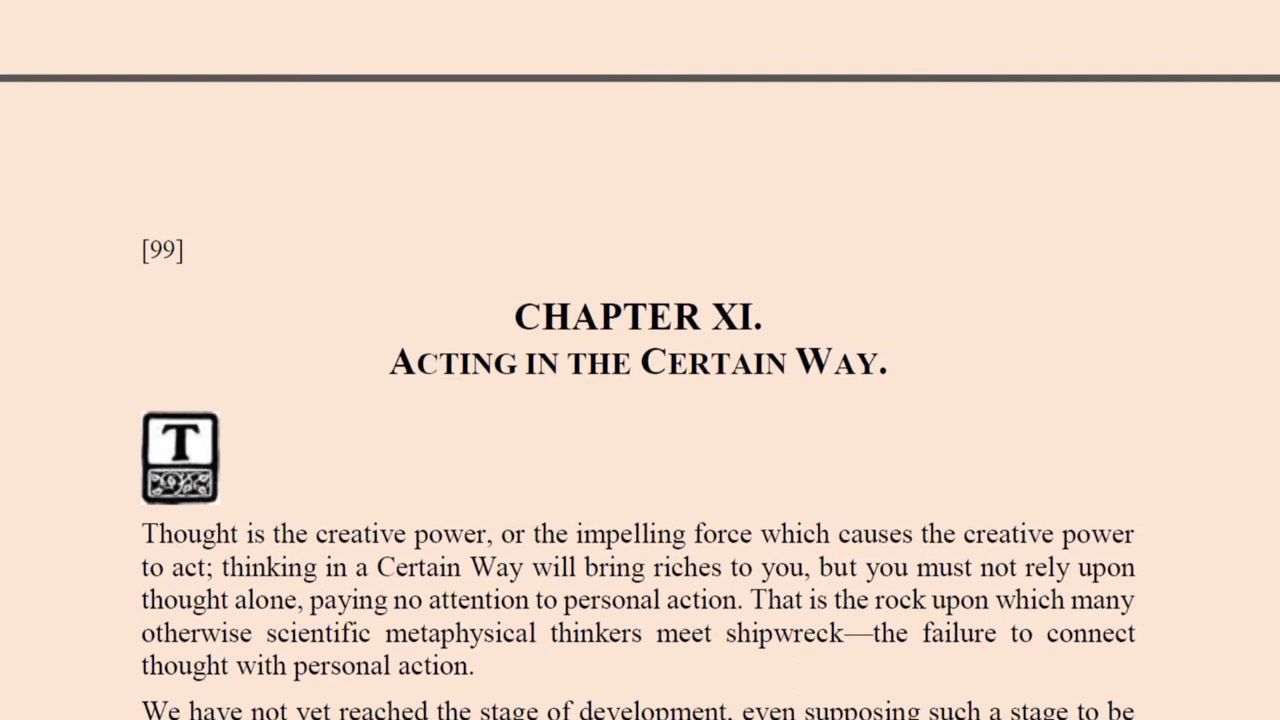 [99]
CHAPTER XI.
ACTING IN THE CERTAIN WAY.
T
Thought is the creative power, or the impelling force which causes the creative power
to act; thinking in a Certain Way will bring riches to you, but you must not rely upon
thought alone, paying no attention to personal action. That is the rock upon which many
otherwise scientific metaphysical thinkers meet shipwreck—the failure to connect
thought with personal action.
We have not yet reached the stage of development, even supposing such a stage to be